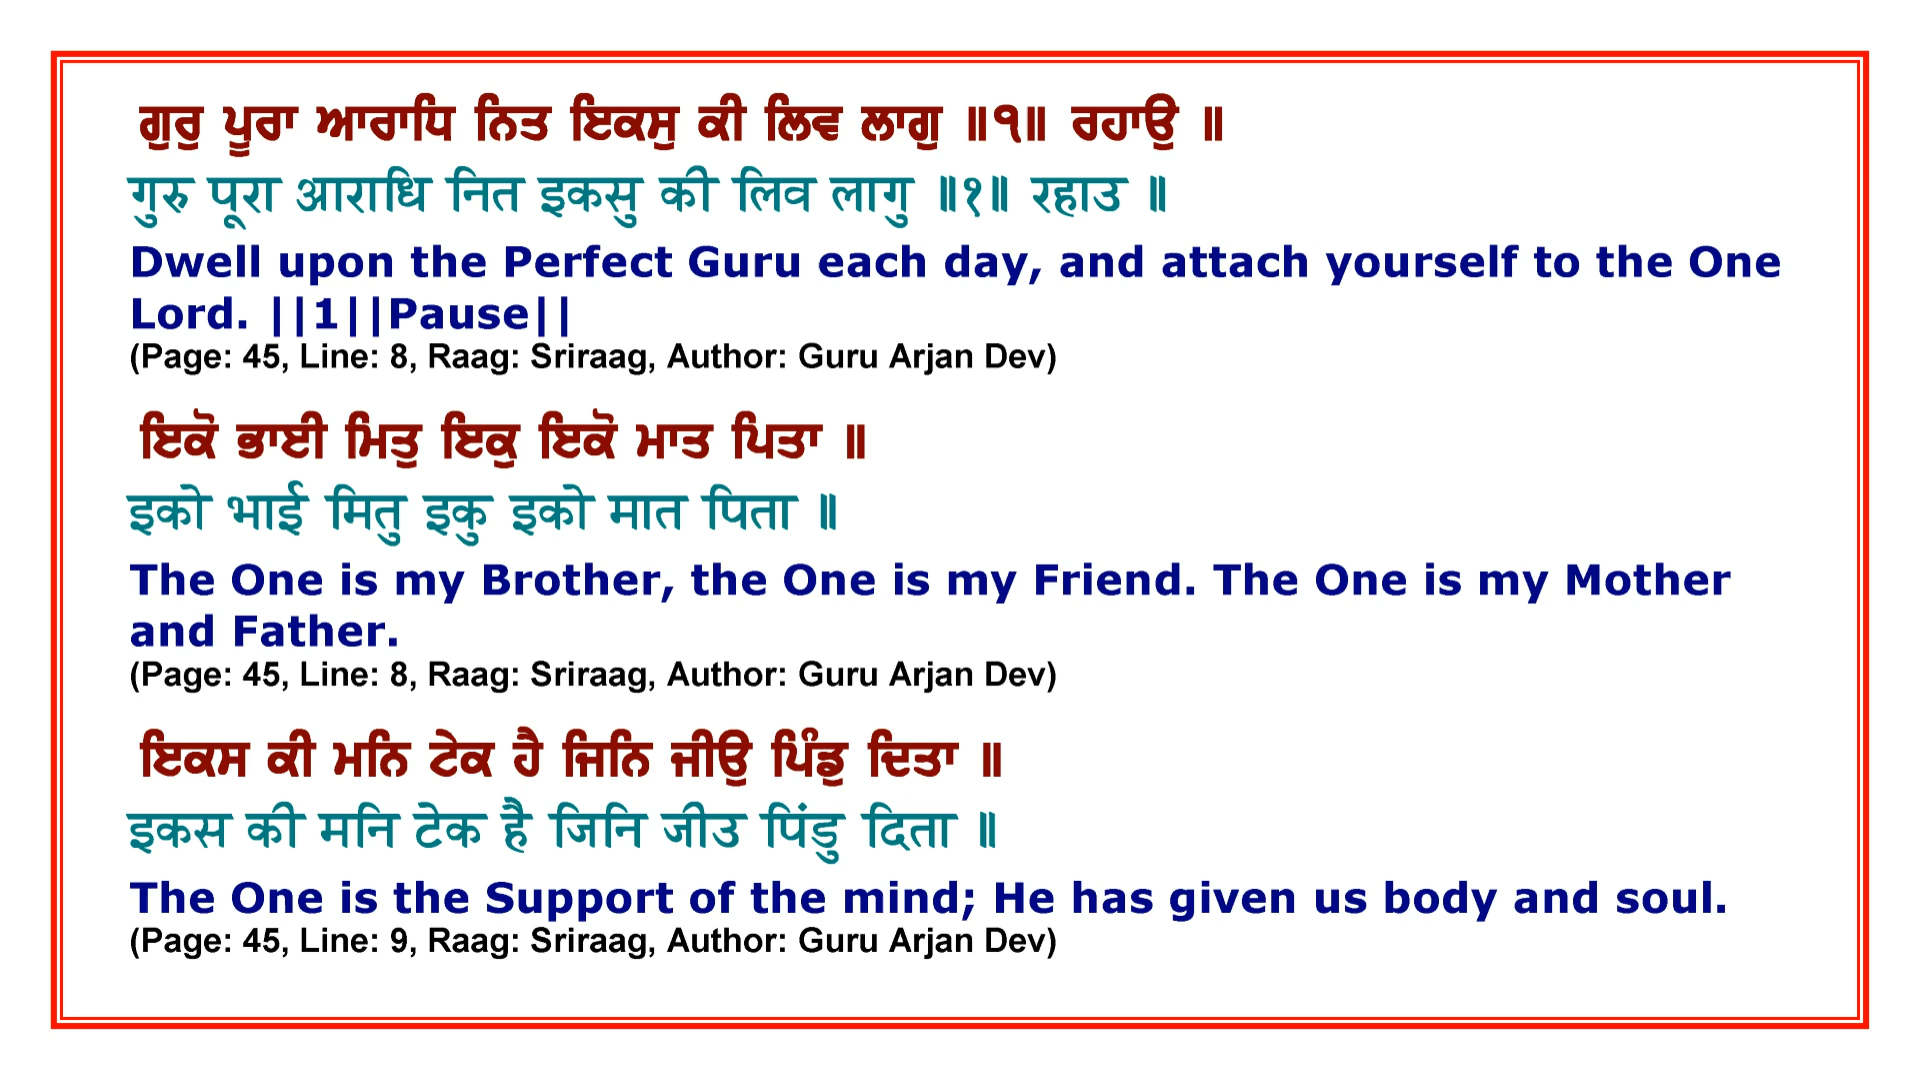 ਗੁਰੁ ਪੂਰਾ ਆਰਾਧਿ ਨਿਤ ਇਕਸੁ ਕੀ ਲਿਵ ਲਾਗੁ ॥੧॥ ਰਹਾਉ ॥
गुरु पूरा आराधि नित इकसु की लिव लागु ॥१॥ रहाउ ॥
Dwell upon the Perfect Guru each day, and attach yourself to the One
Lord. ||1||Pause||
(Page: 45, Line: 8, Raag: Sriraag, Author: Guru Arjan Dev)
ਇਕੋ ਭਾਈ ਮਿਤੁ ਇਕੁ ਇਕੋ ਮਾਤ ਪਿਤਾ ॥
इको भाई मितु इकु इको मात पिता ॥
The One is my Brother, the One is my Friend. The One is my Mother
and Father.
(Page: 45, Line: 8, Raag: Sriraag, Author: Guru Arjan Dev)
ਇਕਸ ਕੀ ਮਨਿ ਟੇਕ ਹੈ ਜਿਨਿ ਜੀਉ ਪਿੰਡੁ ਦਿਤਾ ॥
इकस की मनि टेक है जिनि जीउ पिंडु दिता ॥
The One is the Support of the mind; He has given us body and soul.
(Page: 45, Line: 9, Raag: Sriraag, Author: Guru Arjan Dev)